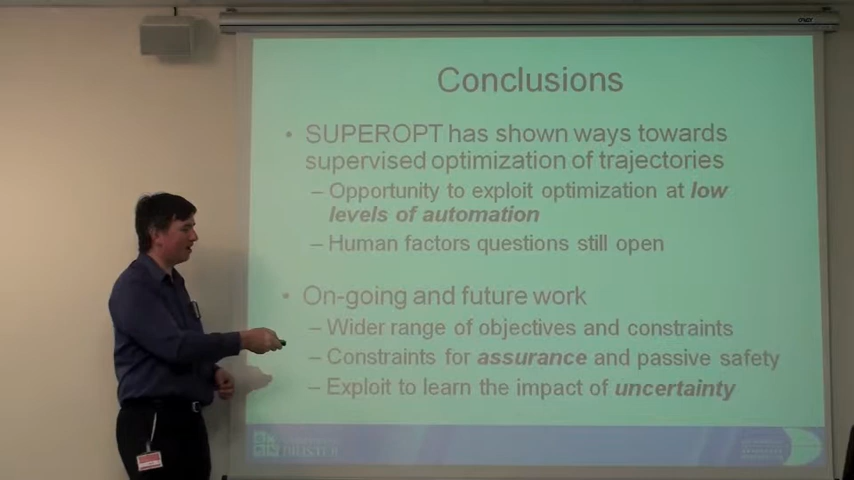 Conclusions
• SUPEROPT has shown ways towards
supervised optimization of trajectories
– Opportunity to exploit optimization at low
levels of automation
– Human factors questions still open
• On-going and future work
– Wider range of objectives and constraints
– Constraints for assurance and passive safety
– Exploit to learn the impact of uncertainty